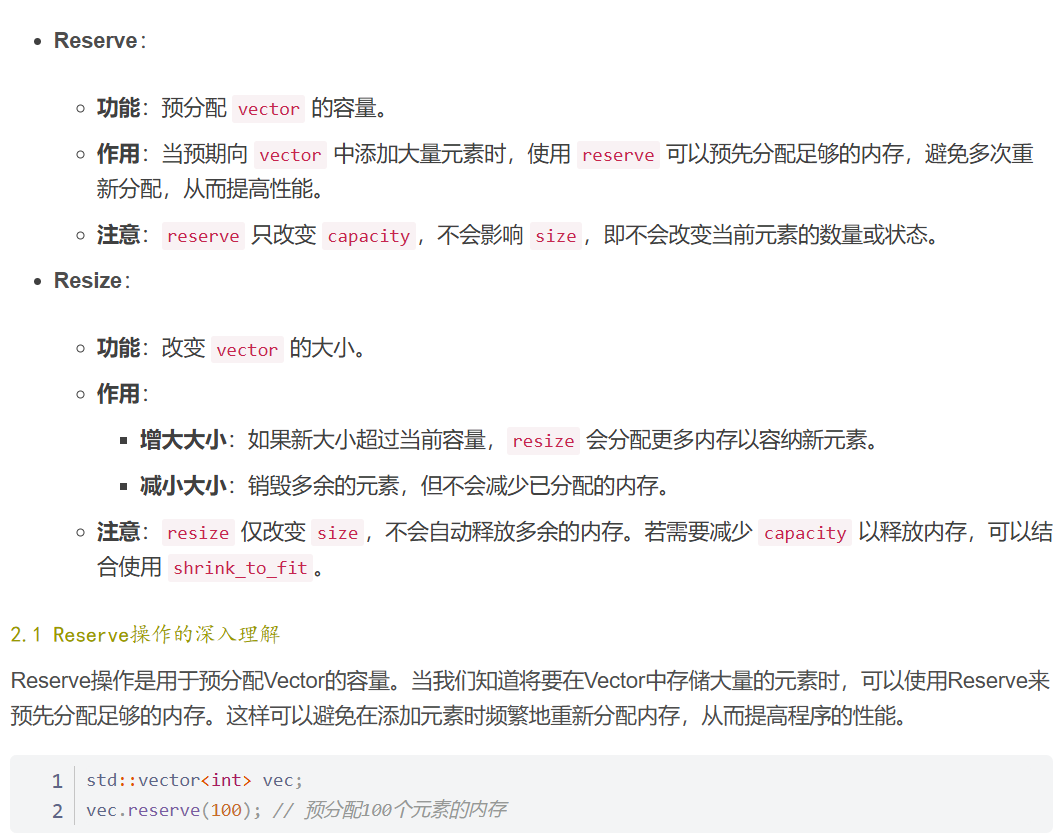 Reserve：
功能：预分配 vector 的容量。
作用：当预期向 vector 中添加大量元素时，使用 reserve 可以预先分配足够的内存，避免多次重
新分配，从而提高性能。
注意：reserve 只改变 capacity，不会影响 size，即不会改变当前元素的数量或状态。
Resize：
功能：改变 vector 的大小。
作用：
增大大小：如果新大小超过当前容量，resize 会分配更多内存以容纳新元素。
减小大小：销毁多余的元素，但不会减少已分配的内存。
注意：resize 仅改变 size，不会自动释放多余的内存。若需要减少 capacity 以释放内存，可以结
合使用 shrink_to_fit。
2.1 Reserve操作的深入理解
Reserve操作是用于预分配Vector的容量。当我们知道将要在Vector中存储大量的元素时，可以使用Reserve来
预先分配足够的内存。这样可以避免在添加元素时频繁地重新分配内存，从而提高程序的性能。
1 std::vector<int> vec;
2 vec.reserve(100); // 预分配100个元素的内存